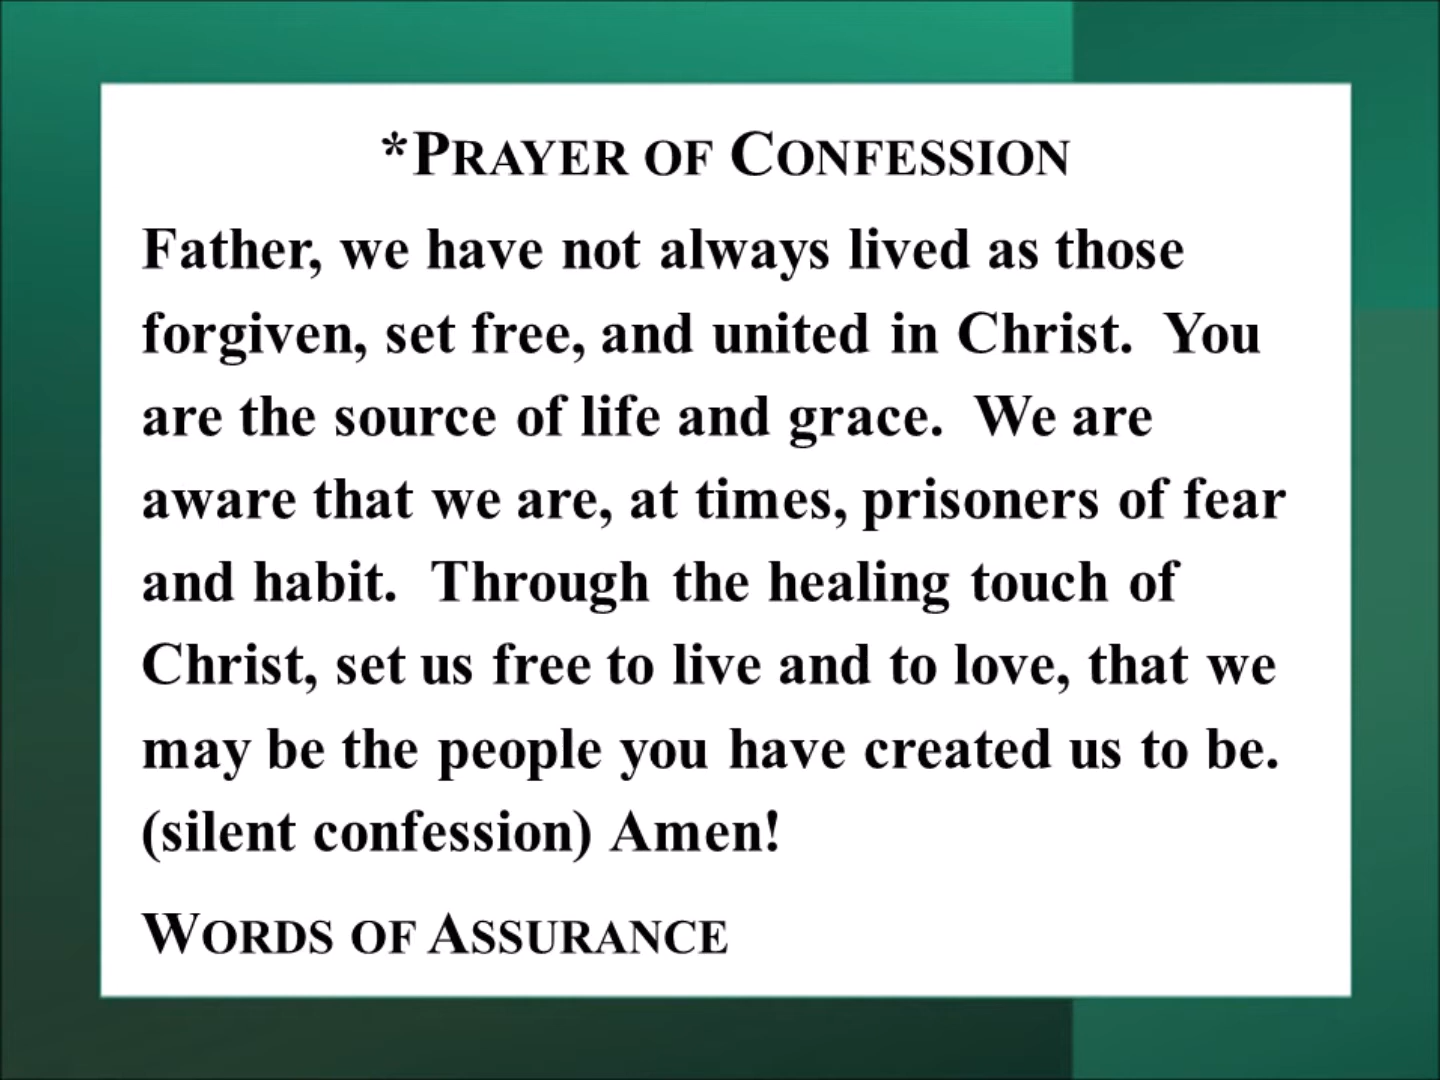 *PRAYER OF CONFESSION
Father, we have not always lived as those
forgiven, set free, and united in Christ.  You
are the source of life and grace.  We are
aware that we are, at times, prisoners of fear
and habit.  Through the healing touch of
Christ, set us free to live and to love, that we
may be the people you have created us to be.
(silent confession) Amen!
WORDS OF ASSURANCE